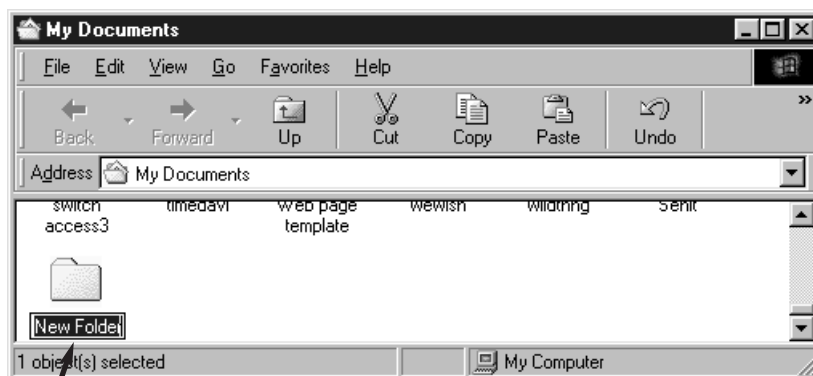 My Documents
File Edit View Go Favorites Help
Back Forward Up Cut Copy Paste Undo »
Address My Documents
switch timedavi Web page wewish wildthng
access3 template
New Folder
1 object(s) selected My Computer